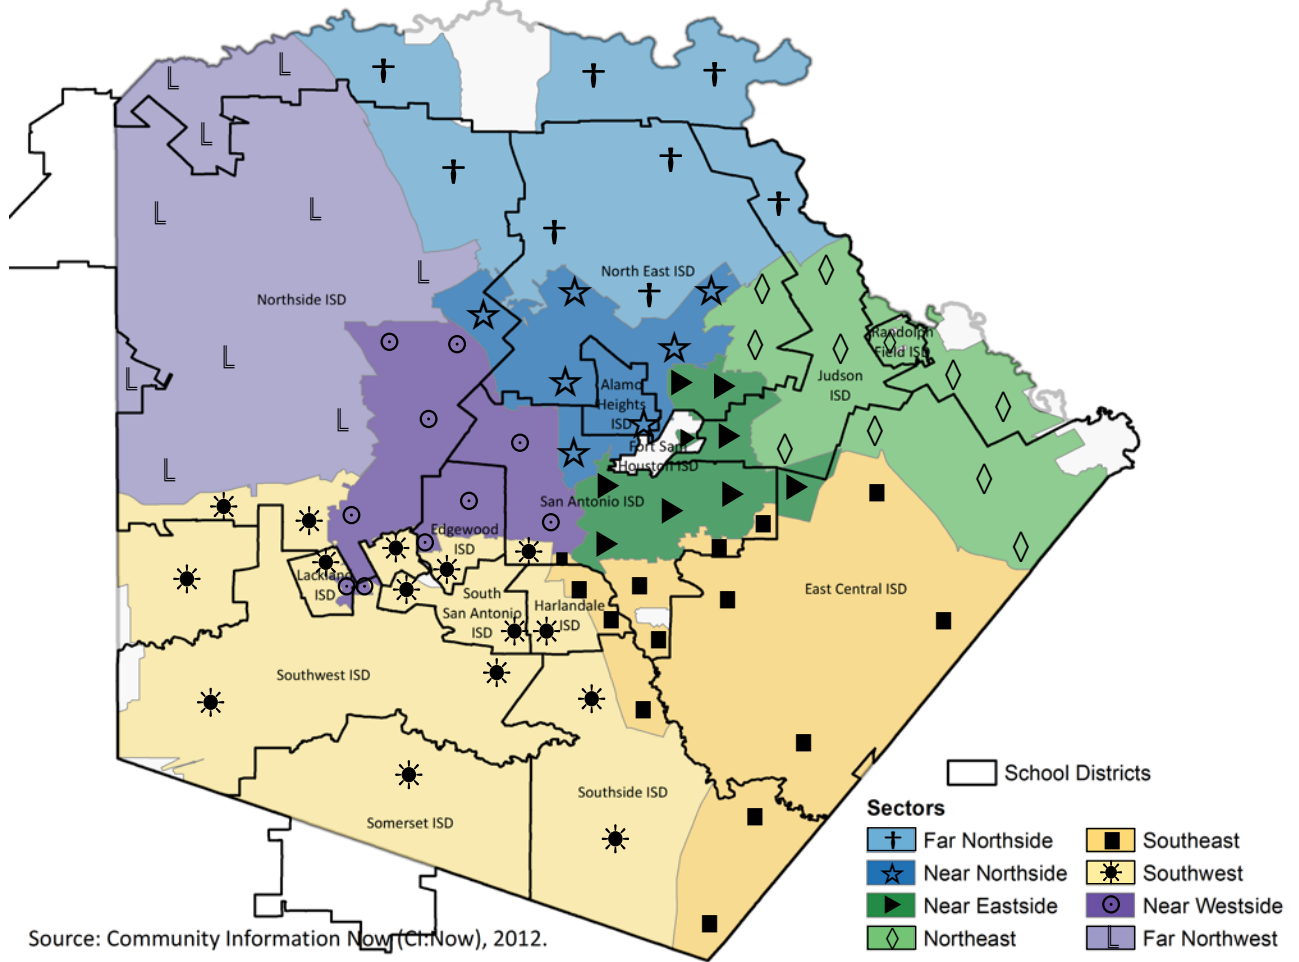 North East ISD
Northside ISD
Randolph
Field ISD
Judson
ISD
Alamo
Heights
ISD
Fort Sam
Houston ISD
San Antonio ISD
Edgewood
ISD
Lackland
ISD
South
San Antonio
ISD
Harlandale
ISD
East Central ISD
Southwest ISD
Southside ISD
Somerset ISD
School Districts
Sectors
Far Northside
Southeast
Near Northside
Southwest
Near Eastside
Near Westside
Northeast
Far Northwest
Source: Community Information Now (CI:Now), 2012.